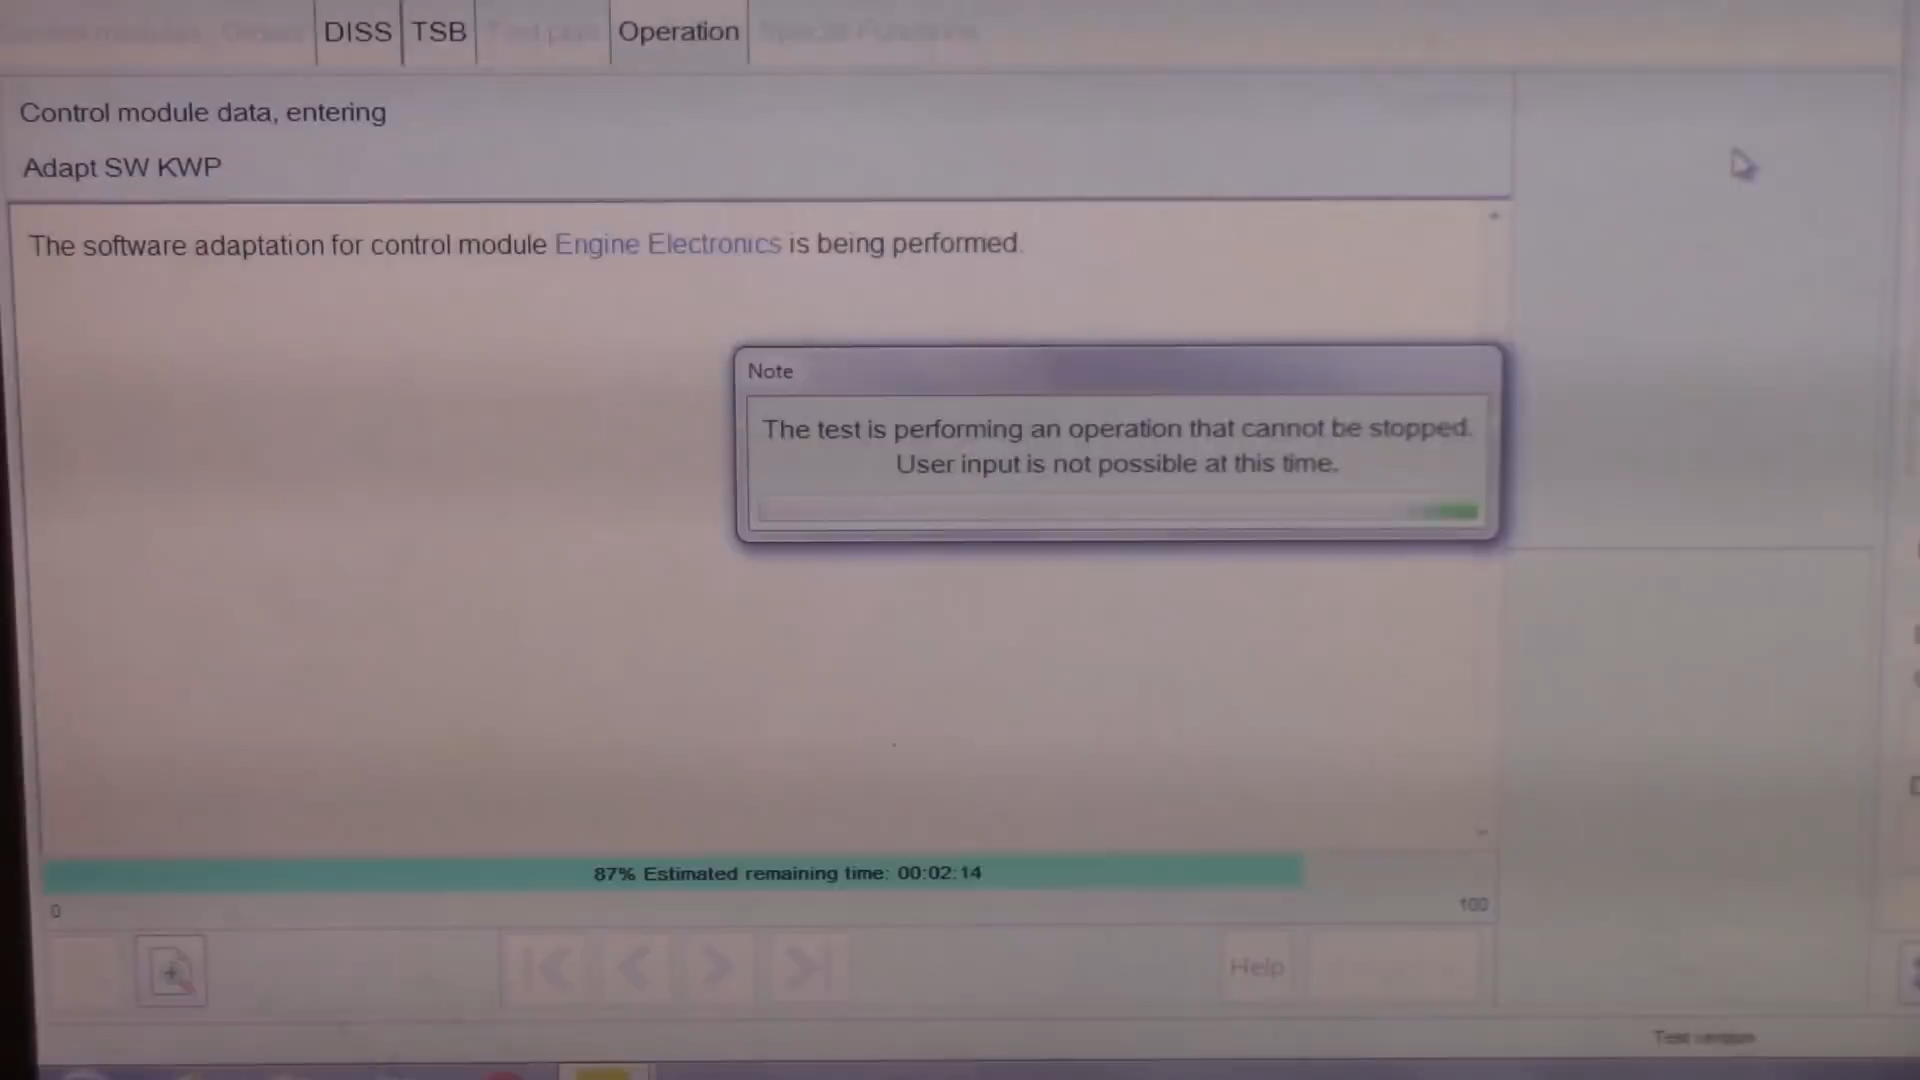 DISS TSB Operation
Control module data, entering
Adapt SW KWP
The software adaptation for control module Engine Electronics is being performed.
Note
The test is performing an operation that cannot be stopped.
User input is not possible at this time.
87% Estimated remaining time: 00:02:14
0 100
Help
Test version